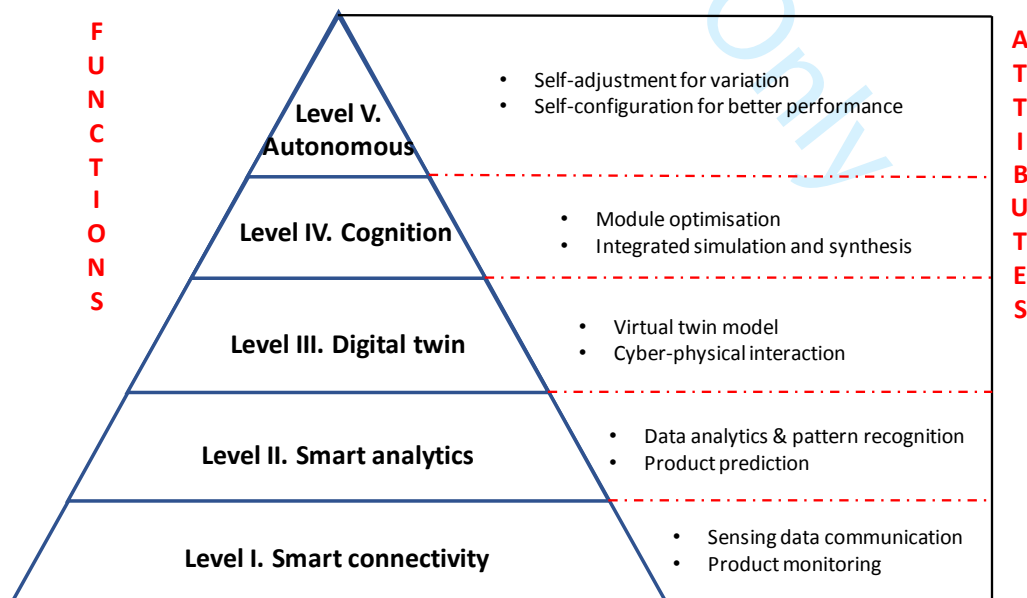 FUNCTIONS
ATTIBUTES
Only
Level V.
Autonomous
• Self-adjustment for variation
• Self-configuration for better performance
Level IV. Cognition
• Module optimisation
• Integrated simulation and synthesis
Level III. Digital twin
• Virtual twin model
• Cyber-physical interaction
Level II. Smart analytics
• Data analytics & pattern recognition
• Product prediction
Level I. Smart connectivity
• Sensing data communication
• Product monitoring